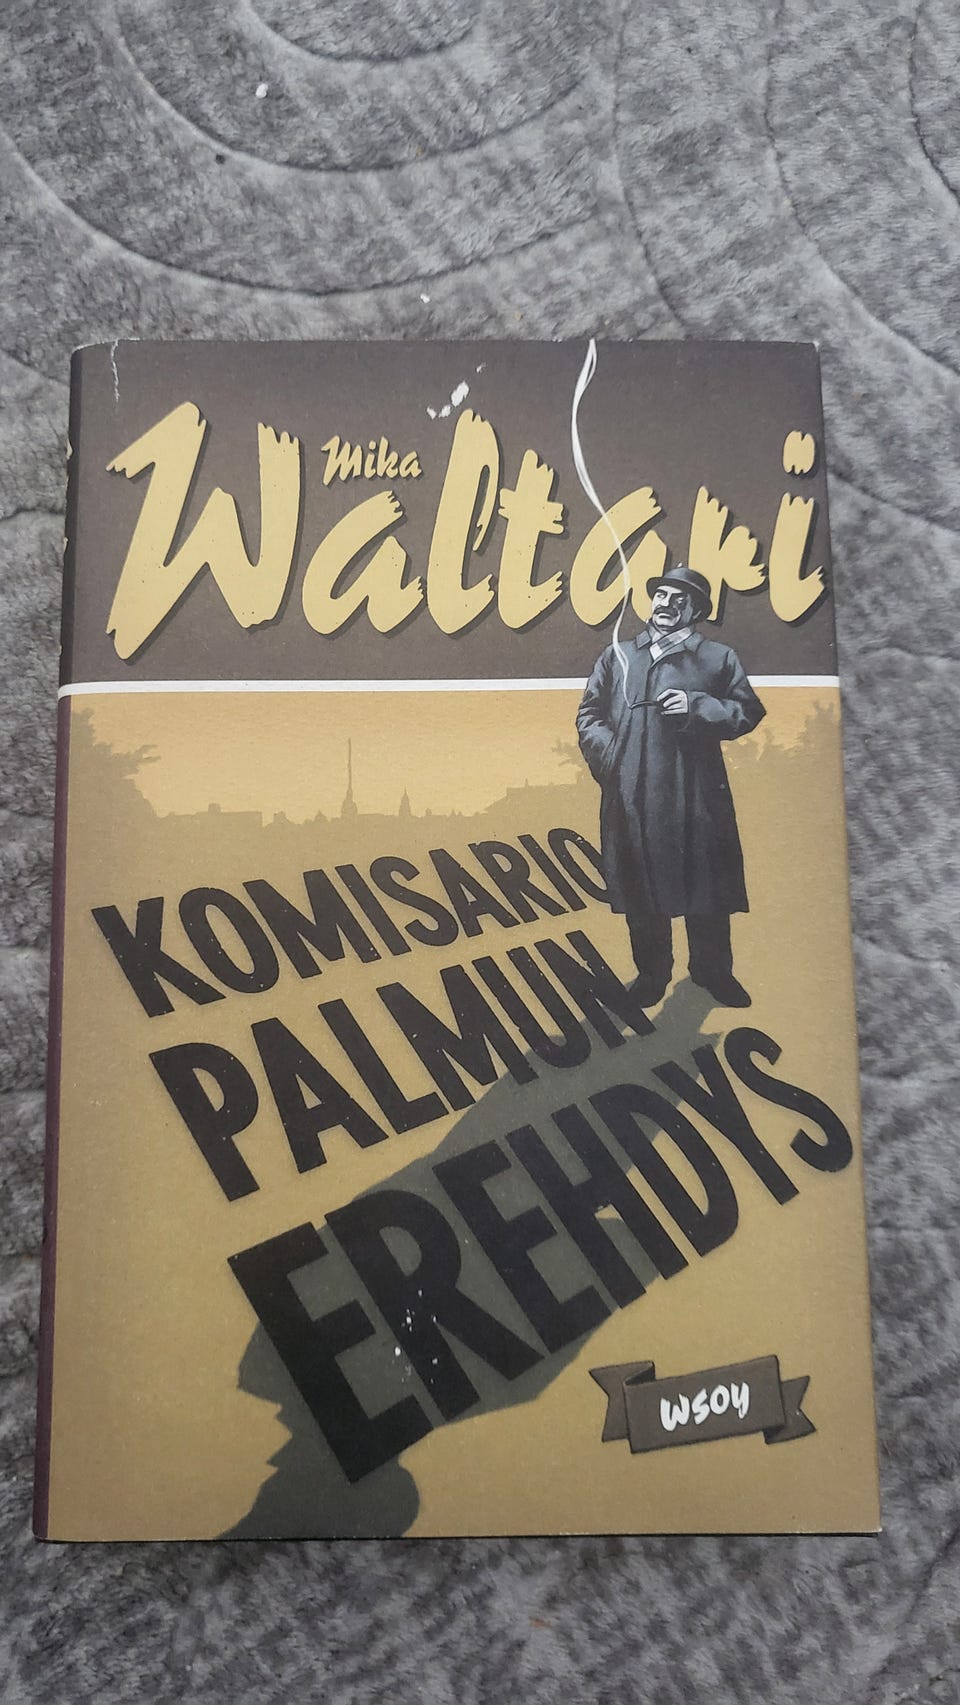 Mika
Waltari
KOMISARIO
PALMUN
EREHDYS
WSOY